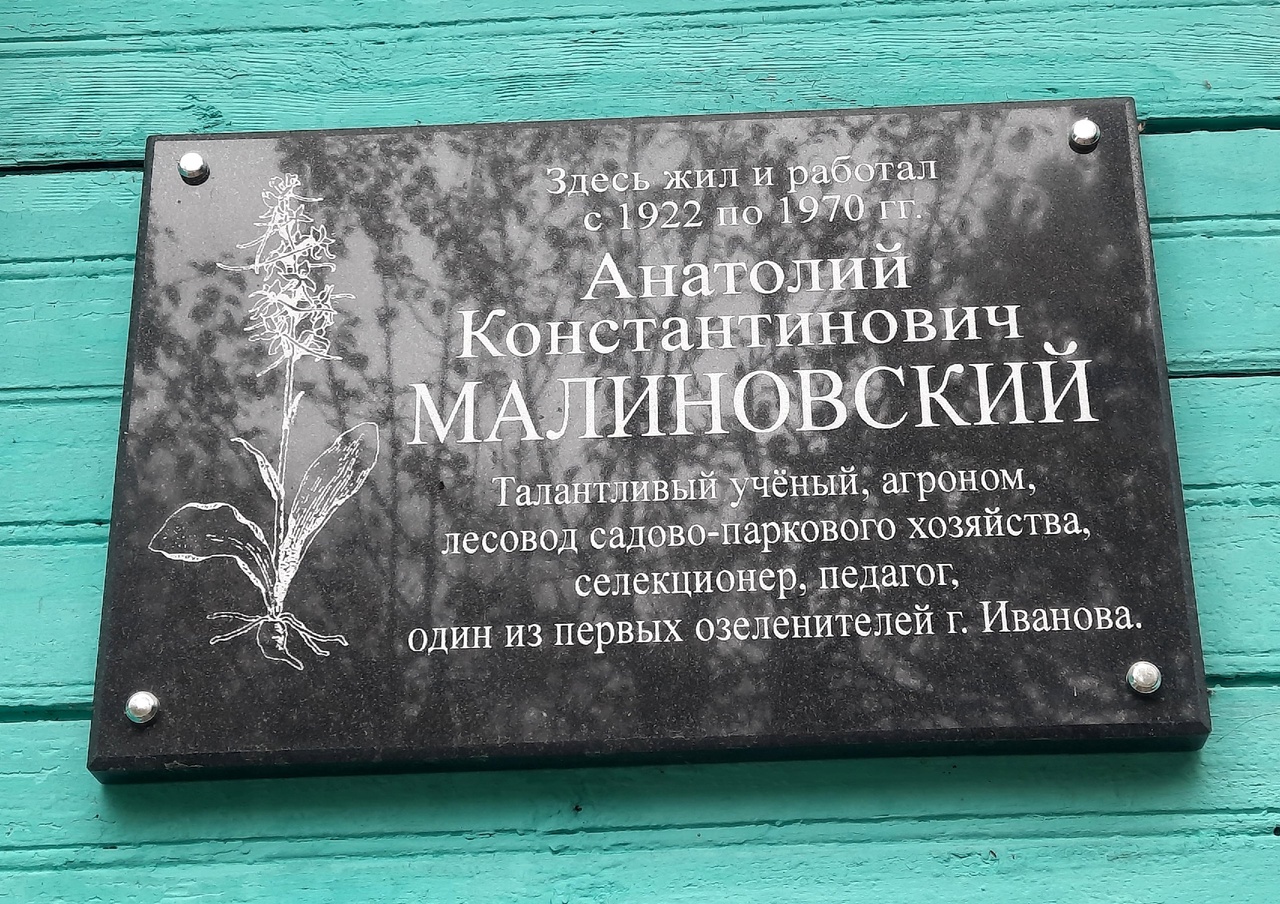 Здесь жил и работал
с 1922 по 1970 гг.
Анатолий
Константинович
МАЛИНОВСКИЙ
Талантливый учёный, агроном,
лесовод садово-паркового хозяйства,
селекционер, педагог,
один из первых озеленителей г. Иванова.